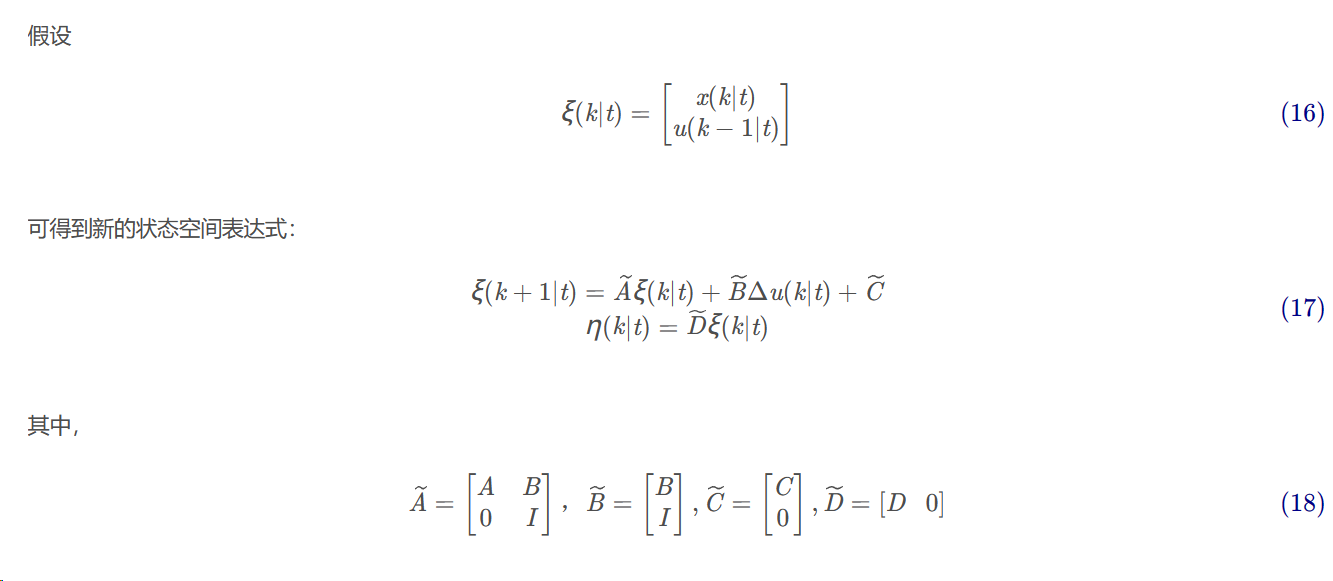 假设
ξ(k|t) = [x(k|t); u(k − 1|t)] (16)
可得到新的状态空间表达式：
ξ(k + 1|t) = Ãξ(k|t) + B̃Δu(k|t) + C̃
η(k|t) = D̃ξ(k|t) (17)
其中，
Ã = [A B; 0 I]， B̃ = [B; I], C̃ = [C; 0], D̃ = [D 0] (18)